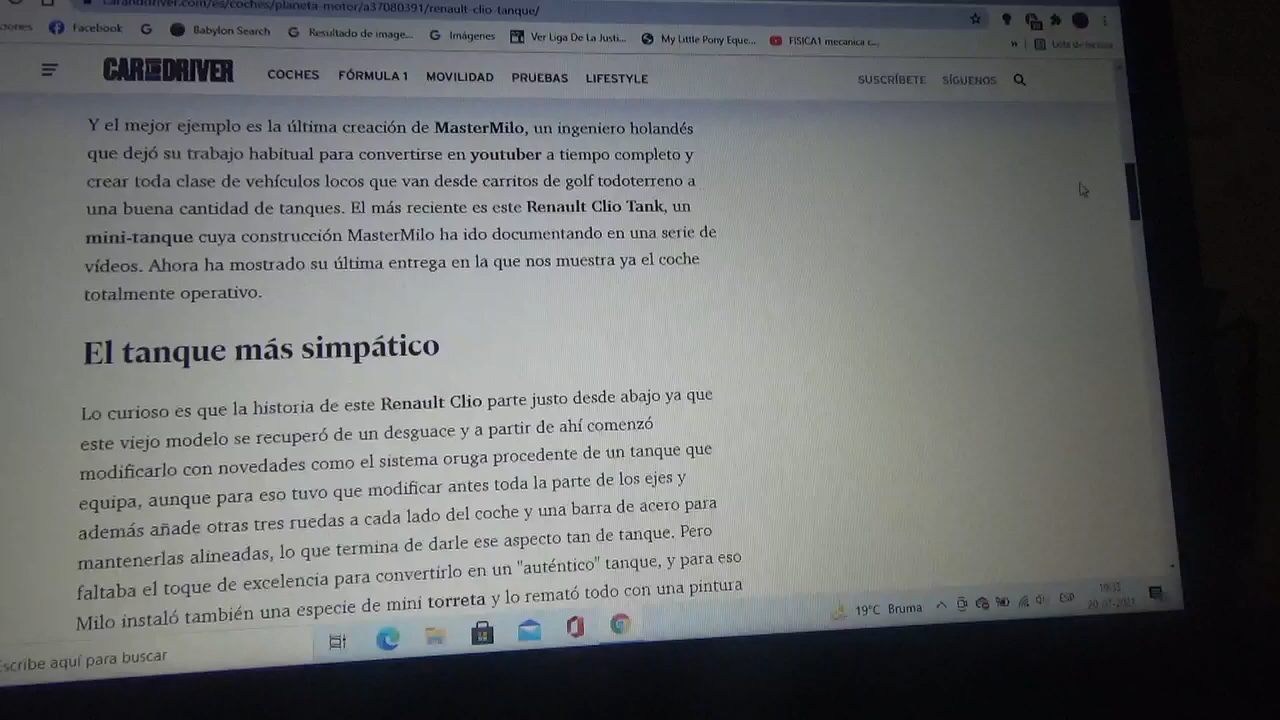 caranddriver.com/es/coches/planeta-motor/a37080391/renault-clio-tanque/
Facebook
Babylon Search
Resultado de image...
Imágenes
Ver Liga De La Justi...
My Little Pony Eque...
FISICA1 mecanica c...
»
CAR AND DRIVER
COCHES FÓRMULA 1 MOVILIDAD PRUEBAS LIFESTYLE
SUSCRÍBETE SÍGUENOS
Y el mejor ejemplo es la última creación de MasterMilo, un ingeniero holandés
que dejó su trabajo habitual para convertirse en youtuber a tiempo completo y
crear toda clase de vehículos locos que van desde carritos de golf todoterreno a
una buena cantidad de tanques. El más reciente es este Renault Clio Tank, un
mini-tanque cuya construcción MasterMilo ha ido documentando en una serie de
vídeos. Ahora ha mostrado su última entrega en la que nos muestra ya el coche
totalmente operativo.
El tanque más simpático
Lo curioso es que la historia de este Renault Clio parte justo desde abajo ya que
este viejo modelo se recuperó de un desguace y a partir de ahí comenzó
modificarlo con novedades como el sistema oruga procedente de un tanque que
equipa, aunque para eso tuvo que modificar antes toda la parte de los ejes y
además añade otras tres ruedas a cada lado del coche y una barra de acero para
mantenerlas alineadas, lo que termina de darle ese aspecto tan de tanque. Pero
faltaba el toque de excelencia para convertirlo en un "auténtico" tanque, y para eso
Milo instaló también una especie de mini torreta y lo remató todo con una pintura
scribe aquí para buscar
19°C Bruma
ESP